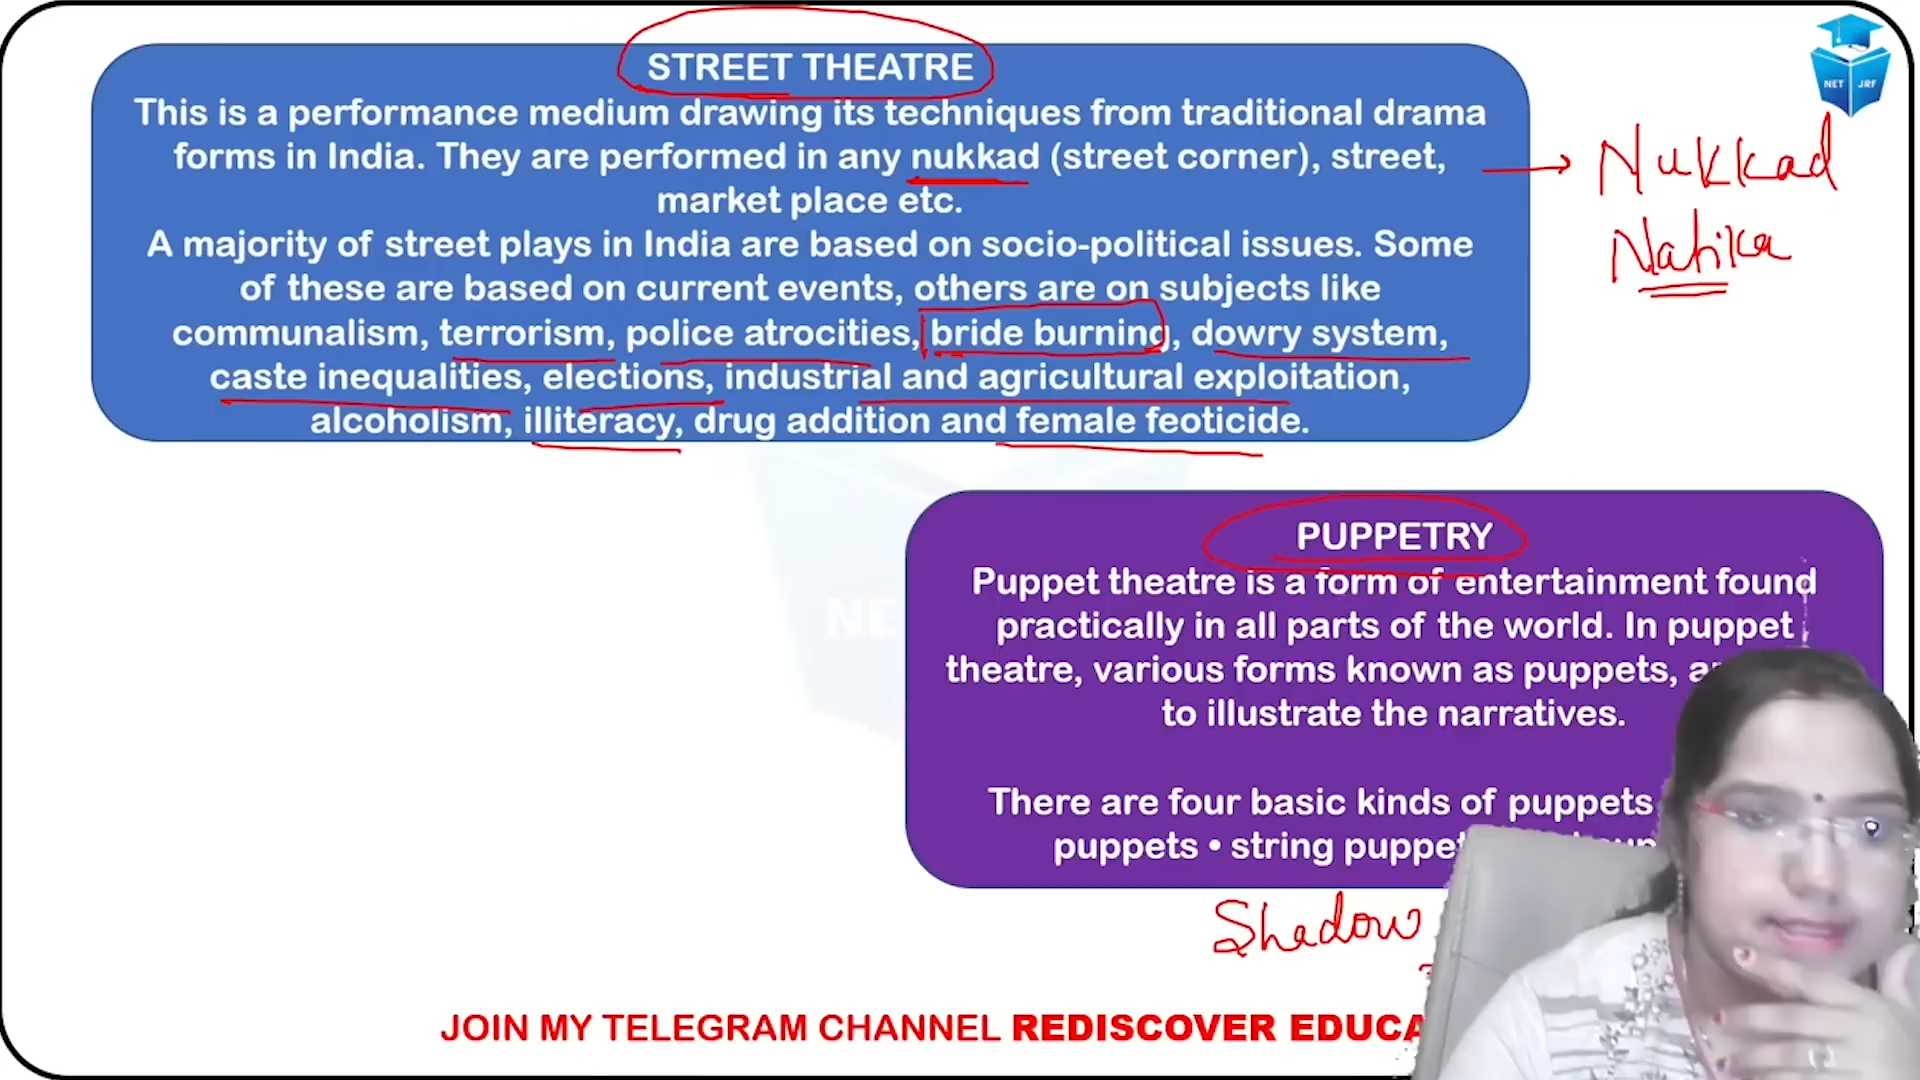 STREET THEATRE
This is a performance medium drawing its techniques from traditional drama
forms in India. They are performed in any nukkad (street corner), street,
market place etc.
A majority of street plays in India are based on socio-political issues. Some
of these are based on current events, others are on subjects like
communalism, terrorism, police atrocities, bride burning, dowry system,
caste inequalities, elections, industrial and agricultural exploitation,
alcoholism, illiteracy, drug addition and female feoticide.
NET JRF
Nukkad
Natika
PUPPETRY
Puppet theatre is a form of entertainment found
practically in all parts of the world. In puppet
theatre, various forms known as puppets,
to illustrate the narratives.
There are four basic kinds of puppets
puppets • string
Shadow
JOIN MY TELEGRAM CHANNEL REDISCOVER